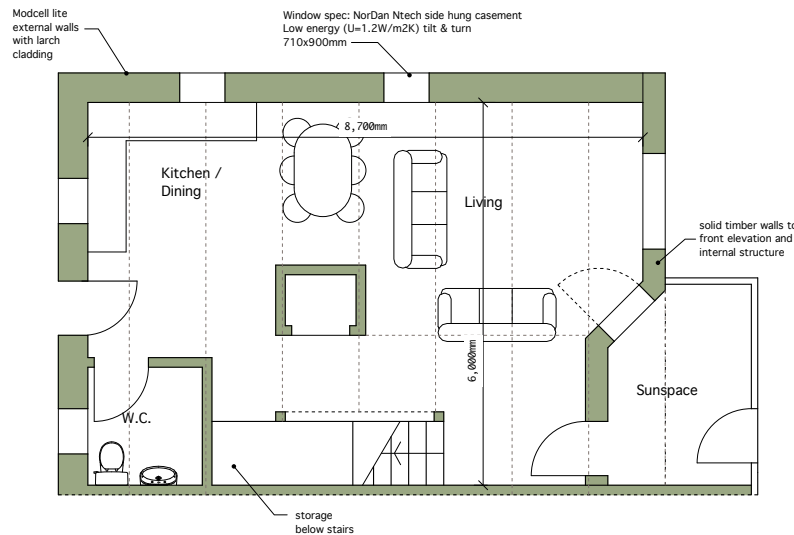 Modcell lite
external walls
with larch
cladding
Window spec: NorDan Ntech side hung casement
Low energy (U=1.2W/m2K) tilt & turn
710x900mm
8,700mm
Kitchen /
Dining
Living
solid timber walls to
front elevation and
internal structure
6,000mm
Sunspace
W.C.
storage
below stairs